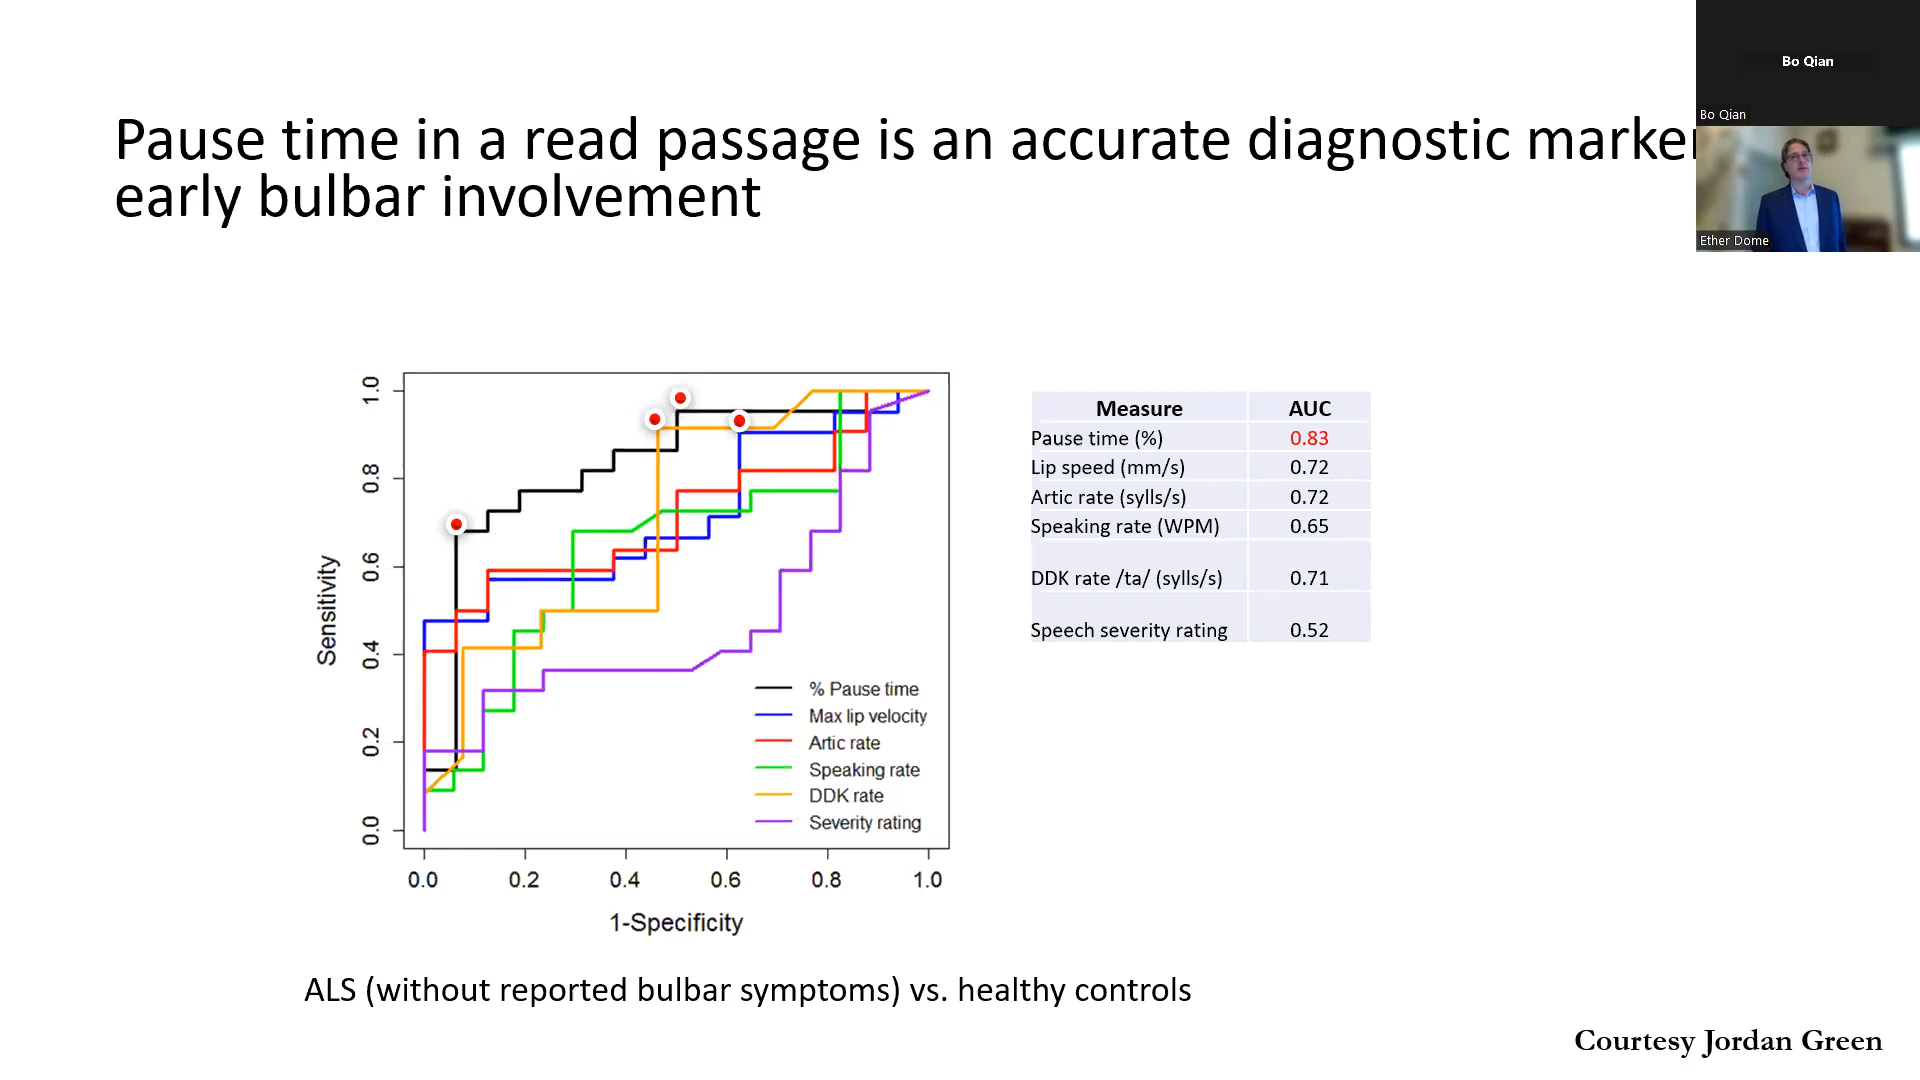 Bo Qian
Bo Qian
Ether Dome
Pause time in a read passage is an accurate diagnostic marker
early bulbar involvement
1.0
0.8
0.6
0.4
0.2
0.0
Sensitivity
0.0 0.2 0.4 0.6 0.8 1.0
1-Specificity
% Pause time
Max lip velocity
Artic rate
Speaking rate
DDK rate
Severity rating
Measure AUC
Pause time (%) 0.83
Lip speed (mm/s) 0.72
Artic rate (sylls/s) 0.72
Speaking rate (WPM) 0.65
DDK rate /ta/ (sylls/s) 0.71
Speech severity rating 0.52
ALS (without reported bulbar symptoms) vs. healthy controls
Courtesy Jordan Green